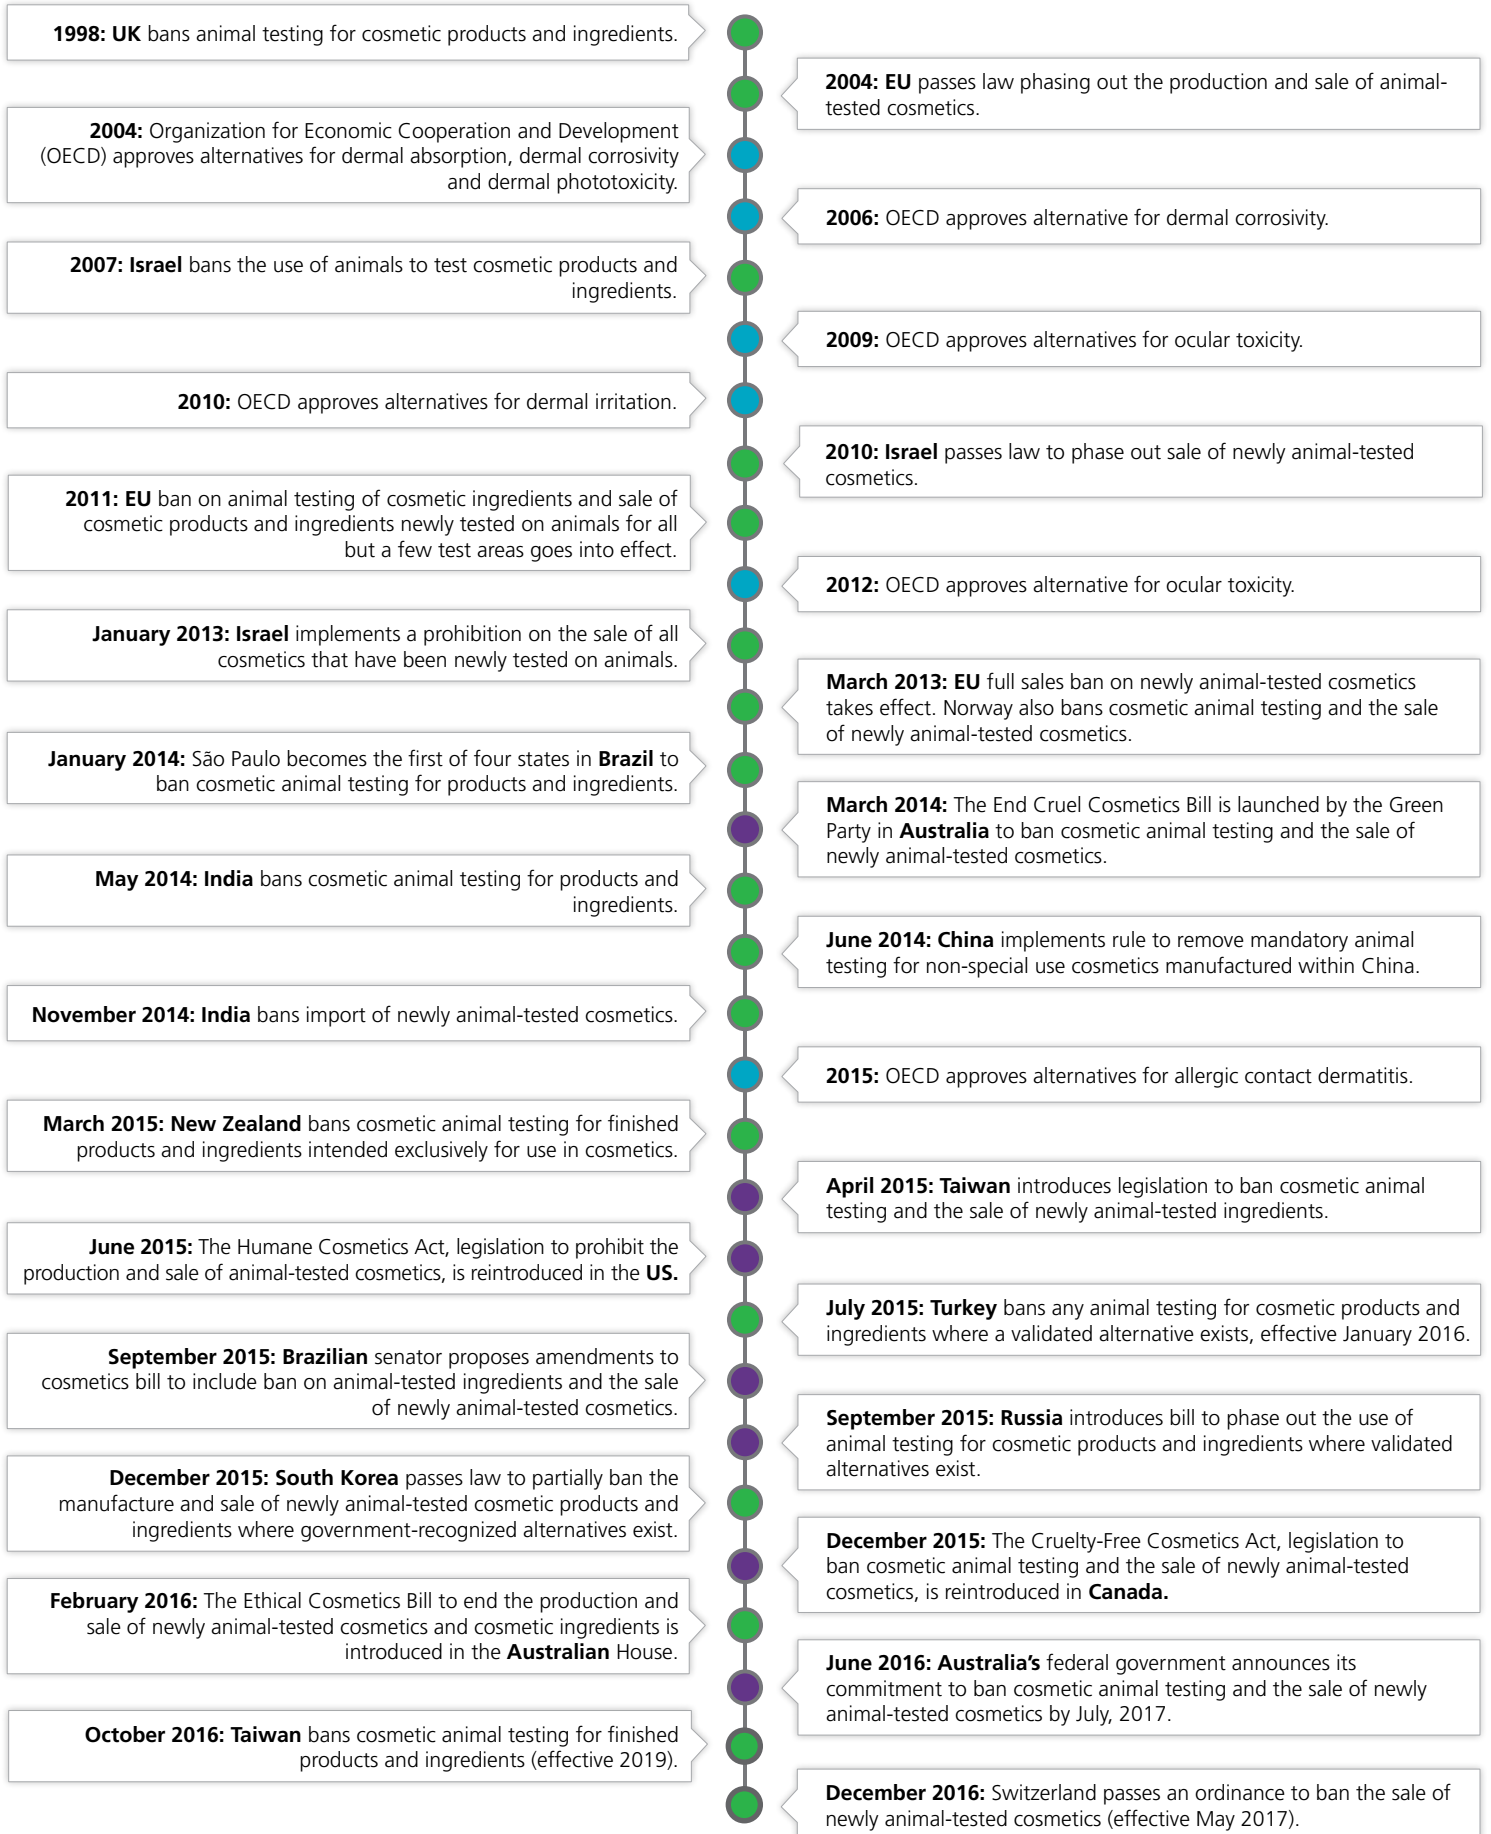 1998: UK bans animal testing for cosmetic products and ingredients.
2004: EU passes law phasing out the production and sale of animal-
tested cosmetics.
2004: Organization for Economic Cooperation and Development
(OECD) approves alternatives for dermal absorption, dermal corrosivity
and dermal phototoxicity.
2006: OECD approves alternative for dermal corrosivity.
2007: Israel bans the use of animals to test cosmetic products and
ingredients.
2009: OECD approves alternatives for ocular toxicity.
2010: OECD approves alternatives for dermal irritation.
2010: Israel passes law to phase out sale of newly animal-tested
cosmetics.
2011: EU ban on animal testing of cosmetic ingredients and sale of
cosmetic products and ingredients newly tested on animals for all
but a few test areas goes into effect.
2012: OECD approves alternative for ocular toxicity.
January 2013: Israel implements a prohibition on the sale of all
cosmetics that have been newly tested on animals.
March 2013: EU full sales ban on newly animal-tested cosmetics
takes effect. Norway also bans cosmetic animal testing and the sale
of newly animal-tested cosmetics.
January 2014: São Paulo becomes the first of four states in Brazil to
ban cosmetic animal testing for products and ingredients.
March 2014: The End Cruel Cosmetics Bill is launched by the Green
Party in Australia to ban cosmetic animal testing and the sale of
newly animal-tested cosmetics.
May 2014: India bans cosmetic animal testing for products and
ingredients.
June 2014: China implements rule to remove mandatory animal
testing for non-special use cosmetics manufactured within China.
November 2014: India bans import of newly animal-tested cosmetics.
2015: OECD approves alternatives for allergic contact dermatitis.
March 2015: New Zealand bans cosmetic animal testing for finished
products and ingredients intended exclusively for use in cosmetics.
April 2015: Taiwan introduces legislation to ban cosmetic animal
testing and the sale of newly animal-tested ingredients.
June 2015: The Humane Cosmetics Act, legislation to prohibit the
production and sale of animal-tested cosmetics, is reintroduced in the US.
July 2015: Turkey bans any animal testing for cosmetic products and
ingredients where a validated alternative exists, effective January 2016.
September 2015: Brazilian senator proposes amendments to
cosmetics bill to include ban on animal-tested ingredients and the sale
of newly animal-tested cosmetics.
September 2015: Russia introduces bill to phase out the use of
animal testing for cosmetic products and ingredients where validated
alternatives exist.
December 2015: South Korea passes law to partially ban the
manufacture and sale of newly animal-tested cosmetic products and
ingredients where government-recognized alternatives exist.
December 2015: The Cruelty-Free Cosmetics Act, legislation to
ban cosmetic animal testing and the sale of newly animal-tested
cosmetics, is reintroduced in Canada.
February 2016: The Ethical Cosmetics Bill to end the production and
sale of newly animal-tested cosmetics and cosmetic ingredients is
introduced in the Australian House.
June 2016: Australia's federal government announces its
commitment to ban cosmetic animal testing and the sale of newly
animal-tested cosmetics by July, 2017.
October 2016: Taiwan bans cosmetic animal testing for finished
products and ingredients (effective 2019).
December 2016: Switzerland passes an ordinance to ban the sale of
newly animal-tested cosmetics (effective May 2017).